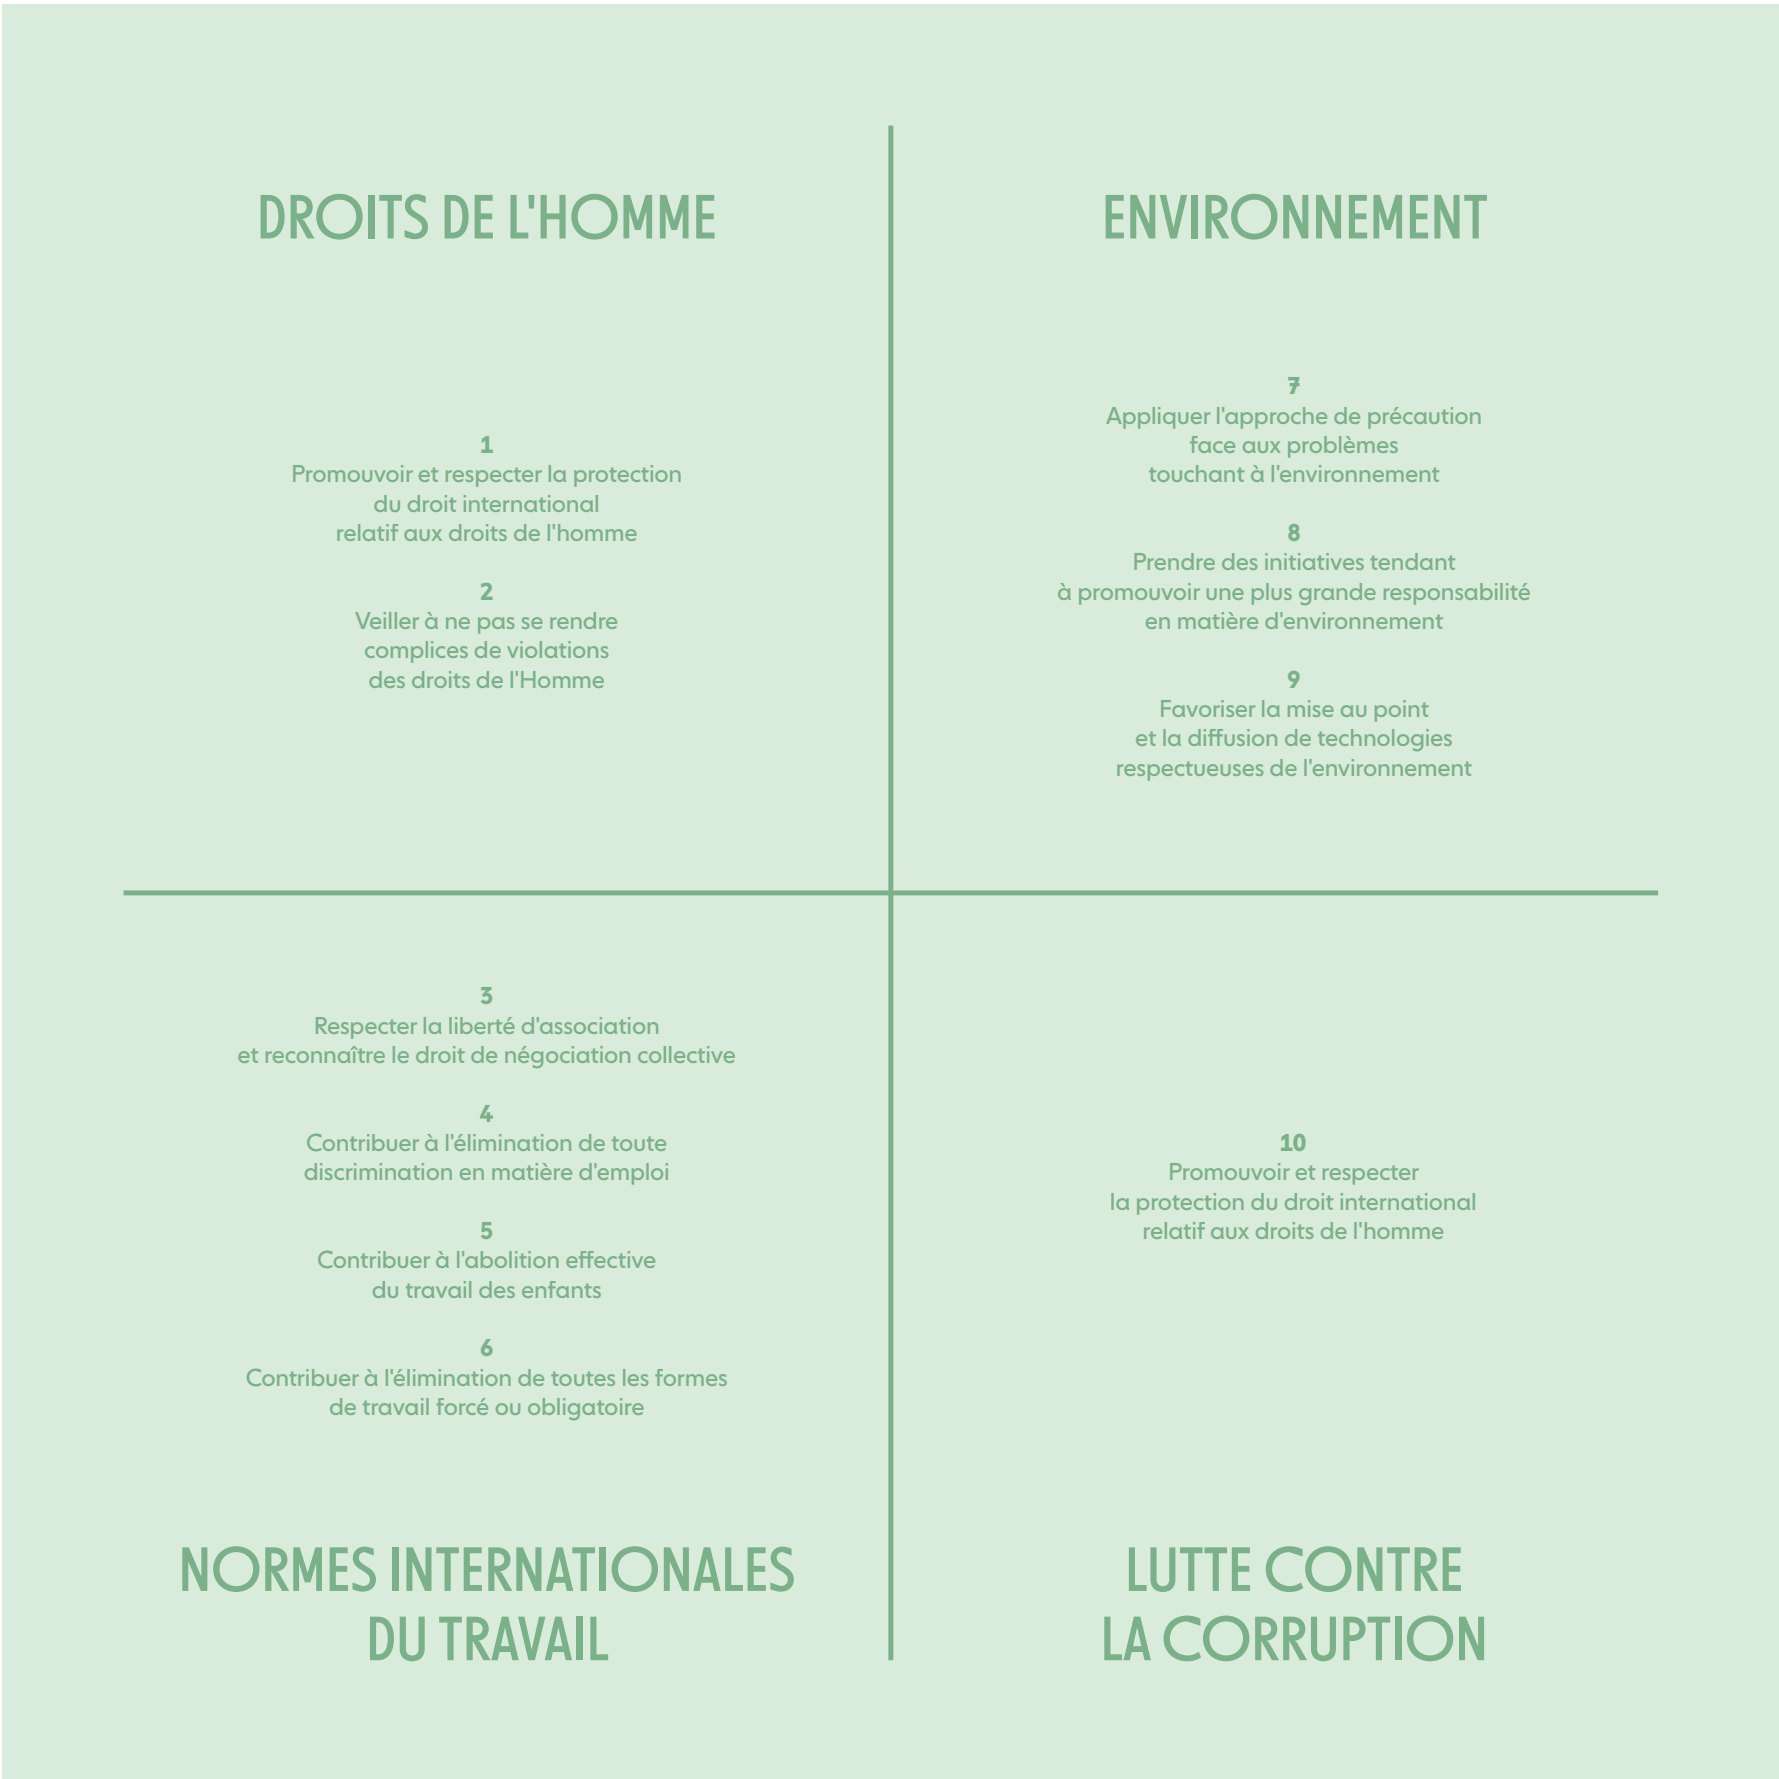 DROITS DE L'HOMME
1
Promouvoir et respecter la protection
du droit international
relatif aux droits de l'homme
2
Veiller à ne pas se rendre
complices de violations
des droits de l'Homme
ENVIRONNEMENT
7
Appliquer l'approche de précaution
face aux problèmes
touchant à l'environnement
8
Prendre des initiatives tendant
à promouvoir une plus grande responsabilité
en matière d'environnement
9
Favoriser la mise au point
et la diffusion de technologies
respectueuses de l'environnement
3
Respecter la liberté d'association
et reconnaître le droit de négociation collective
4
Contribuer à l'élimination de toute
discrimination en matière d'emploi
5
Contribuer à l'abolition effective
du travail des enfants
6
Contribuer à l'élimination de toutes les formes
de travail forcé ou obligatoire
NORMES INTERNATIONALES
DU TRAVAIL
10
Promouvoir et respecter
la protection du droit international
relatif aux droits de l'homme
LUTTE CONTRE
LA CORRUPTION